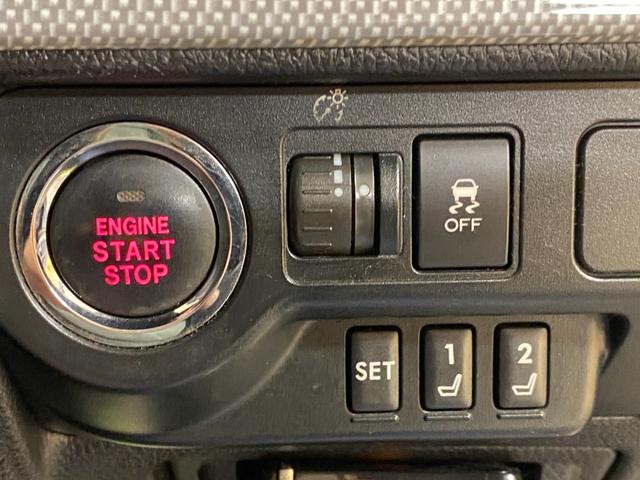 ENGINE
START
STOP
OFF
SET
1
2